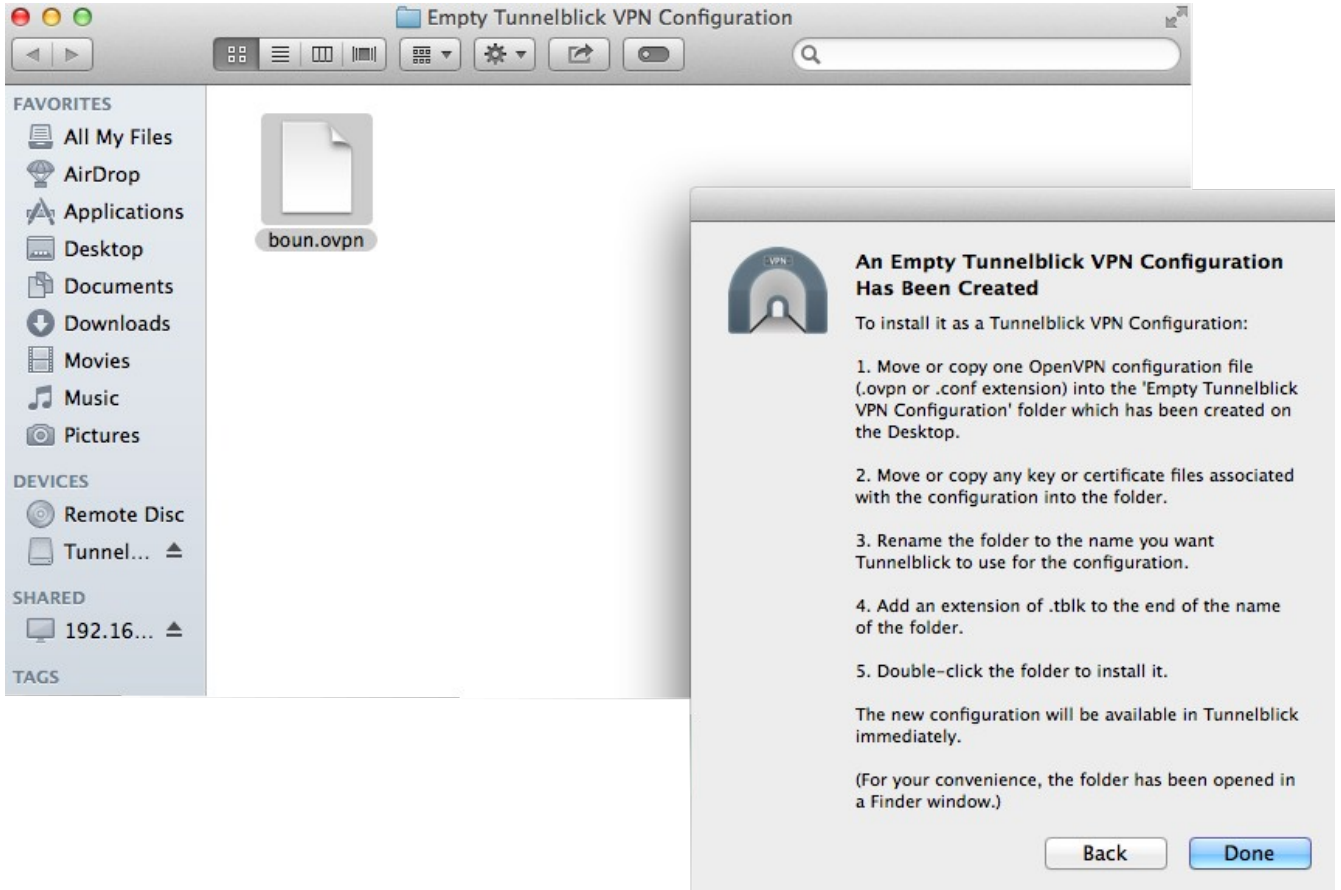 Empty Tunnelblick VPN Configuration
FAVORITES
All My Files
AirDrop
Applications
Desktop
Documents
Downloads
Movies
Music
Pictures
DEVICES
Remote Disc
Tunnel...
SHARED
192.16...
TAGS
boun.ovpn
VPN
An Empty Tunnelblick VPN Configuration
Has Been Created
To install it as a Tunnelblick VPN Configuration:
1. Move or copy one OpenVPN configuration file
(.ovpn or .conf extension) into the 'Empty Tunnelblick
VPN Configuration' folder which has been created on
the Desktop.
2. Move or copy any key or certificate files associated
with the configuration into the folder.
3. Rename the folder to the name you want
Tunnelblick to use for the configuration.
4. Add an extension of .tblk to the end of the name
of the folder.
5. Double-click the folder to install it.
The new configuration will be available in Tunnelblick
immediately.
(For your convenience, the folder has been opened in
a Finder window.)
Back
Done